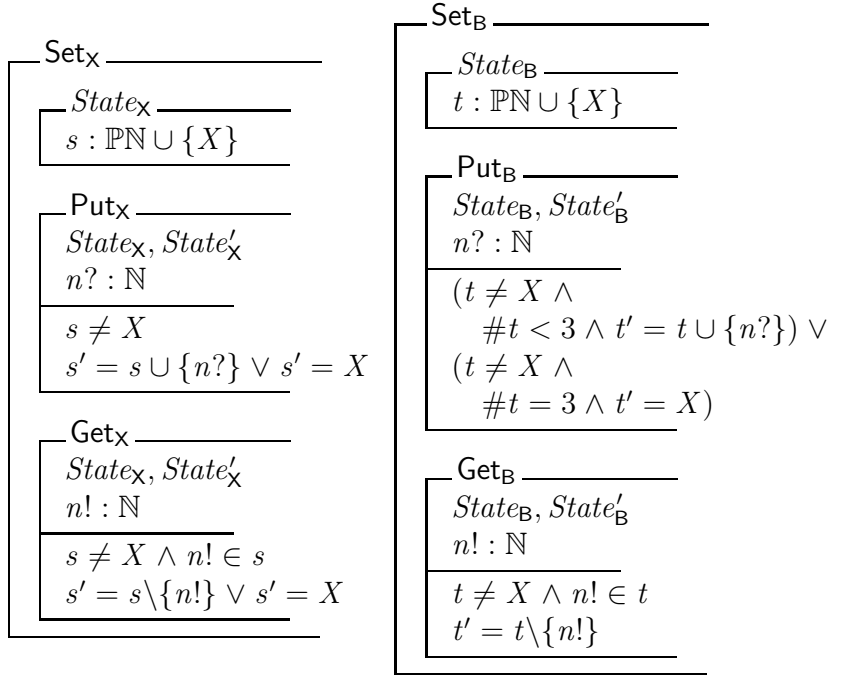 Set_X
State_X
s : ℙℕ ∪ {X}
Put_X
State_X, State′_X
n? : ℕ
s ≠ X
s′ = s ∪ {n?} ∨ s′ = X
Get_X
State_X, State′_X
n! : ℕ
s ≠ X ∧ n! ∈ s
s′ = s\{n!} ∨ s′ = X
Set_B
State_B
t : ℙℕ ∪ {X}
Put_B
State_B, State′_B
n? : ℕ
(t ≠ X ∧
#t < 3 ∧ t′ = t ∪ {n?}) ∨
(t ≠ X ∧
#t = 3 ∧ t′ = X)
Get_B
State_B, State′_B
n! : ℕ
t ≠ X ∧ n! ∈ t
t′ = t\{n!}